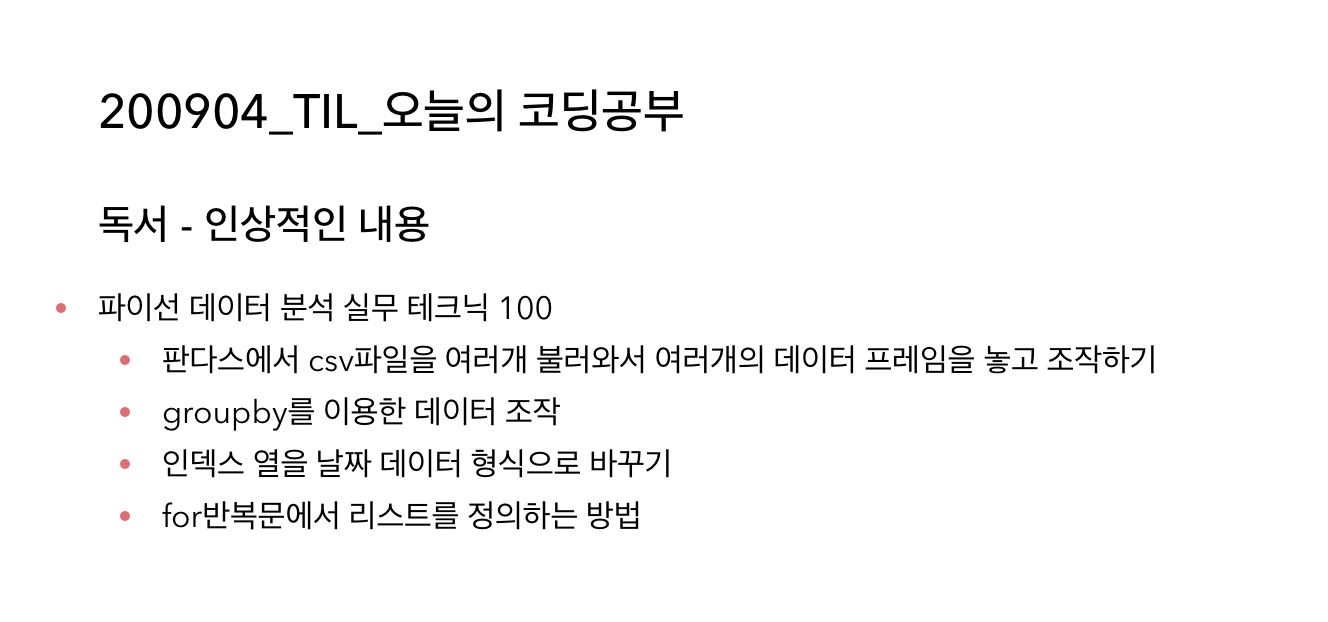 200904_TIL_오늘의 코딩공부
독서 - 인상적인 내용
파이선 데이터 분석 실무 테크닉 100
판다스에서 csv파일을 여러개 불러와서 여러개의 데이터 프레임을 놓고 조작하기
groupby를 이용한 데이터 조작
인덱스 열을 날짜 데이터 형식으로 바꾸기
for반복문에서 리스트를 정의하는 방법